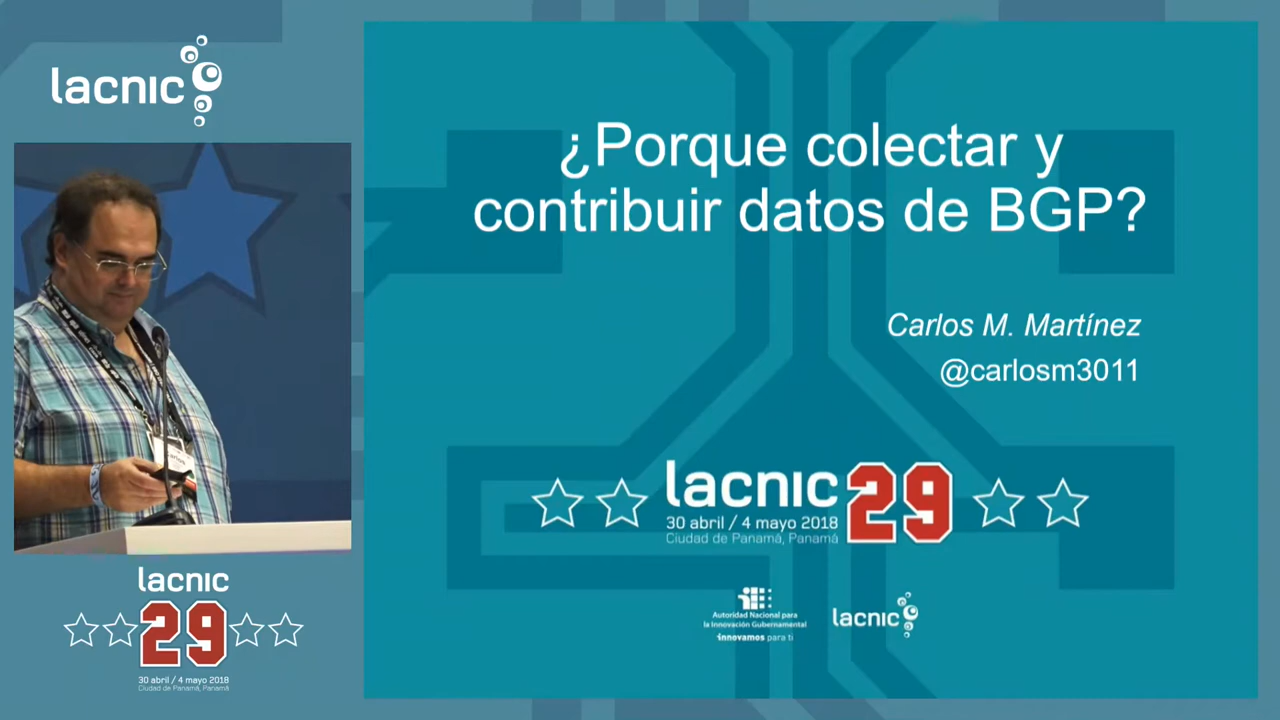 lacnic
¿Porque colectar y
contribuir datos de BGP?
Carlos M. Martínez
@carlosm3011
lacnic 29
30 abril / 4 mayo 2018
Ciudad de Panamá, Panamá
Autoridad Nacional para
la Innovación Gubernamental
innovamos para ti
lacnic
Carlos
lacnic
29
30 abril / 4 mayo 2018
Ciudad de Panamá, Panamá